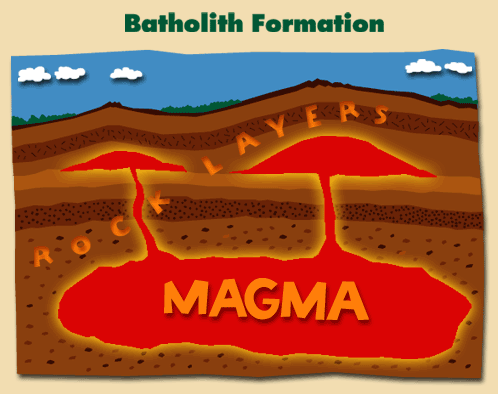 Batholith Formation
ROCK LAYERS
MAGMA